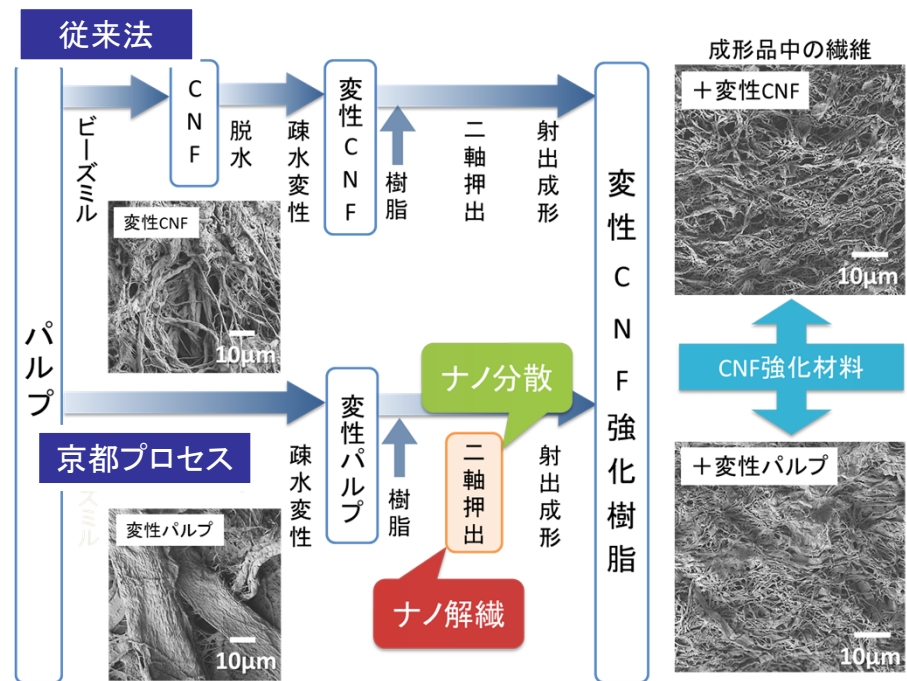 従来法
成形品中の繊維
パルプ
ビーズミル
CNF
脱水
疎水変性
変性CNF
樹脂
二軸押出
射出成形
変性CNF強化樹脂
変性CNF
10μm
+変性CNF
10μm
CNF強化材料
京都プロセス
ーズミル
疎水変性
変性パルプ
樹脂
ナノ分散
二軸押出
ナノ解繊
射出成形
変性パルプ
10μm
+変性パルプ
10μm